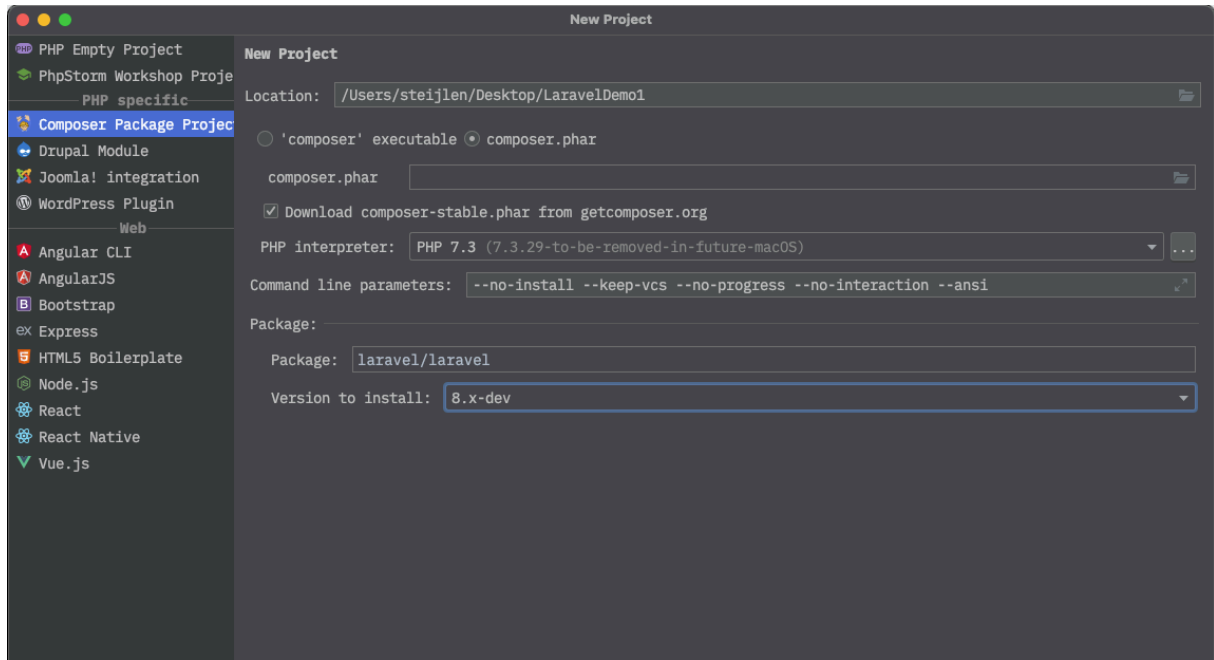 New Project
PHP Empty Project
PhpStorm Workshop Proje
PHP specific
Composer Package Projec
Drupal Module
Joomla! integration
WordPress Plugin
Web
Angular CLI
AngularJS
Bootstrap
ex Express
HTML5 Boilerplate
Node.js
React
React Native
Vue.js
New Project
Location: /Users/steijlen/Desktop/LaravelDemo1
'composer' executable composer.phar
composer.phar
Download composer-stable.phar from getcomposer.org
PHP interpreter: PHP 7.3 (7.3.29-to-be-removed-in-future-macOS) ...
Command line parameters: --no-install --keep-vcs --no-progress --no-interaction --ansi
Package:
Package: laravel/laravel
Version to install: 8.x-dev